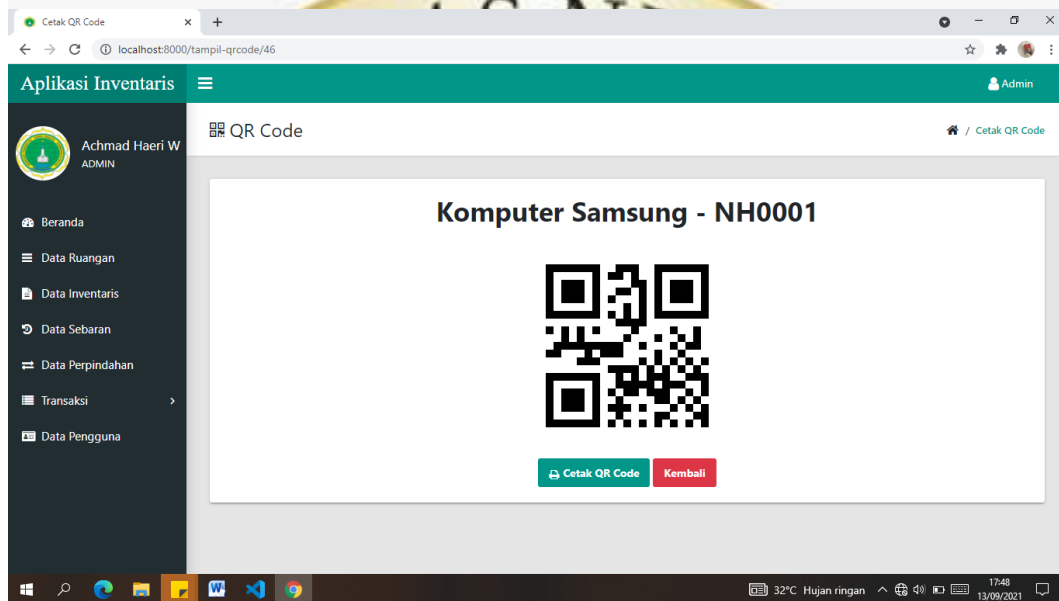 Cetak QR Code
localhost:8000/tampil-qrcode/46
Aplikasi Inventaris
Admin
Achmad Haeri W
ADMIN
QR Code
/ Cetak QR Code
Beranda
Data Ruangan
Data Inventaris
Data Sebaran
Data Perpindahan
Transaksi
Data Pengguna
Komputer Samsung - NH0001
Cetak QR Code
Kembali
32°C Hujan ringan
17:48
13/09/2021